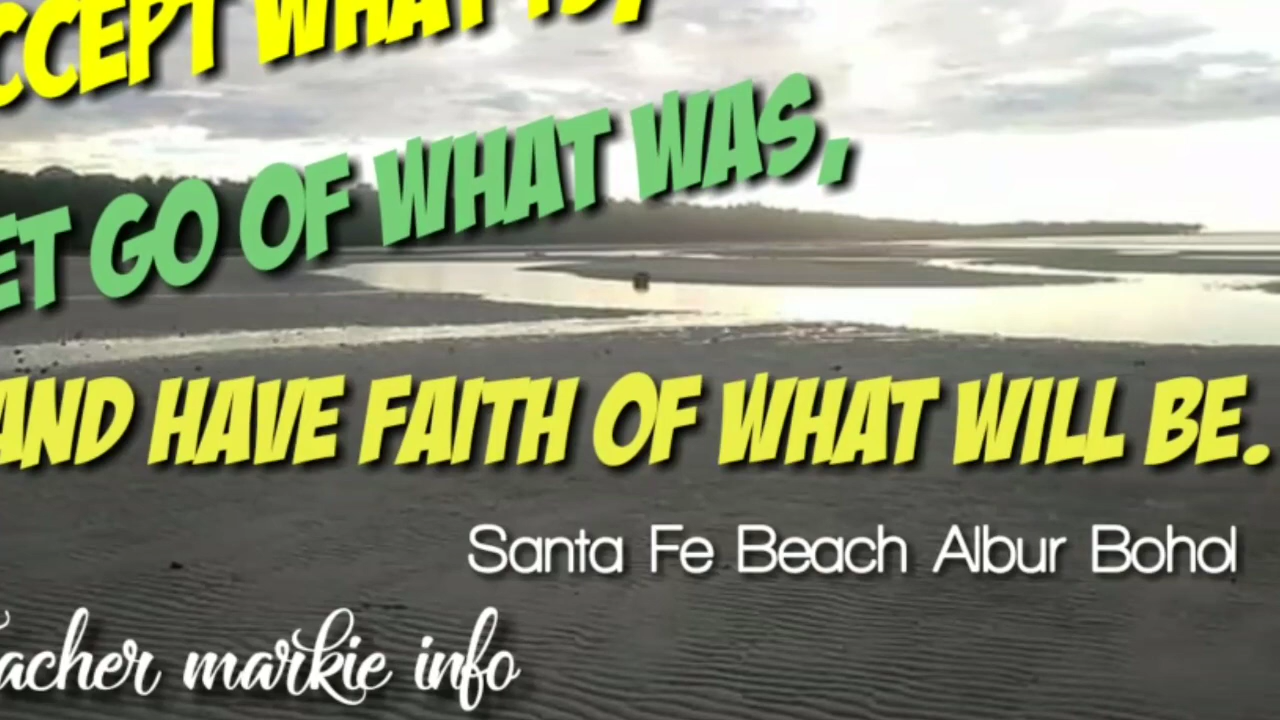 CCEPT WHAT IS,
ET GO OF WHAT WAS,
AND HAVE FAITH OF WHAT WILL BE.
Santa Fe Beach Albur Bohol
eacher markie info